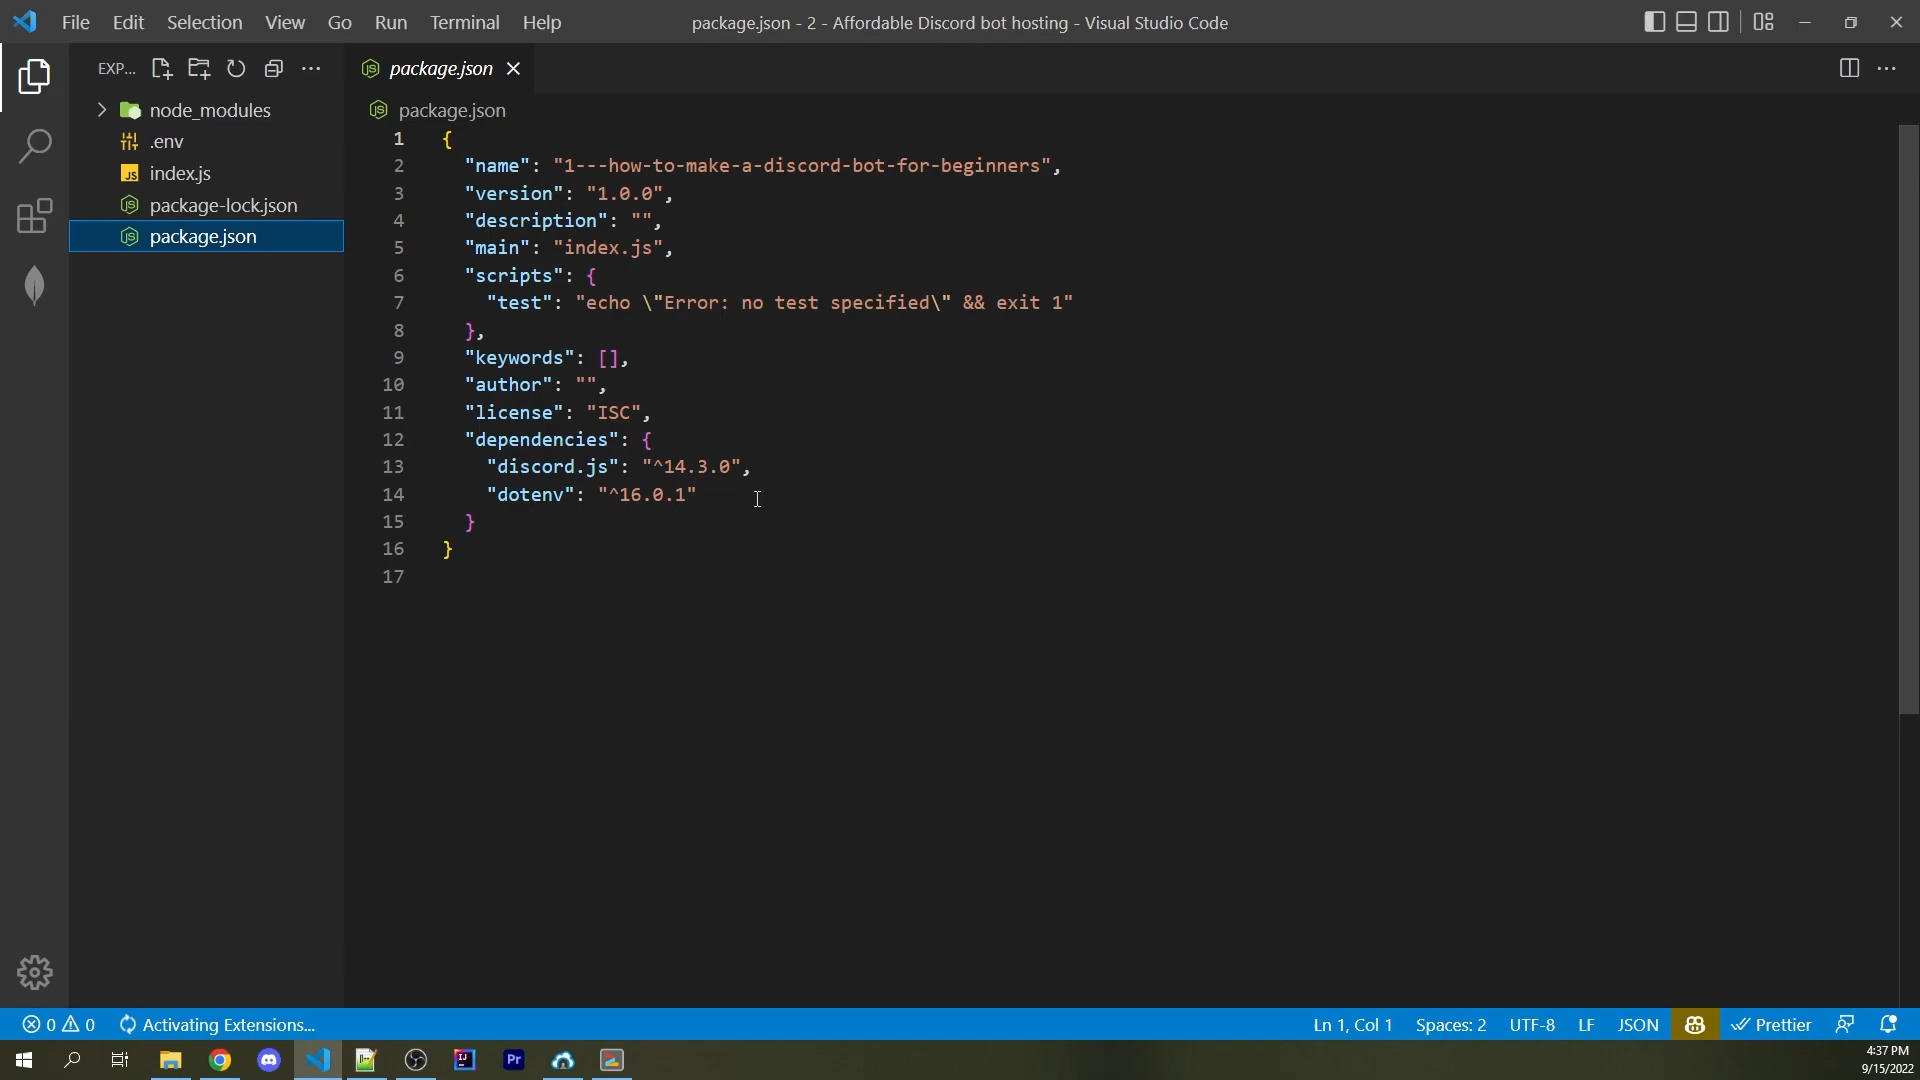 File Edit Selection View Go Run Terminal Help
package.json - 2 - Affordable Discord bot hosting - Visual Studio Code
EXP...
package.json
node_modules
.env
index.js
package-lock.json
package.json
package.json
1 {
2 "name": "1---how-to-make-a-discord-bot-for-beginners",
3 "version": "1.0.0",
4 "description": "",
5 "main": "index.js",
6 "scripts": {
7 "test": "echo \"Error: no test specified\" && exit 1"
8 },
9 "keywords": [],
10 "author": "",
11 "license": "ISC",
12 "dependencies": {
13 "discord.js": "^14.3.0",
14 "dotenv": "^16.0.1"
15 }
16 }
17
0 0 Activating Extensions...
Ln 1, Col 1 Spaces: 2 UTF-8 LF JSON Prettier
4:37 PM
9/15/2022